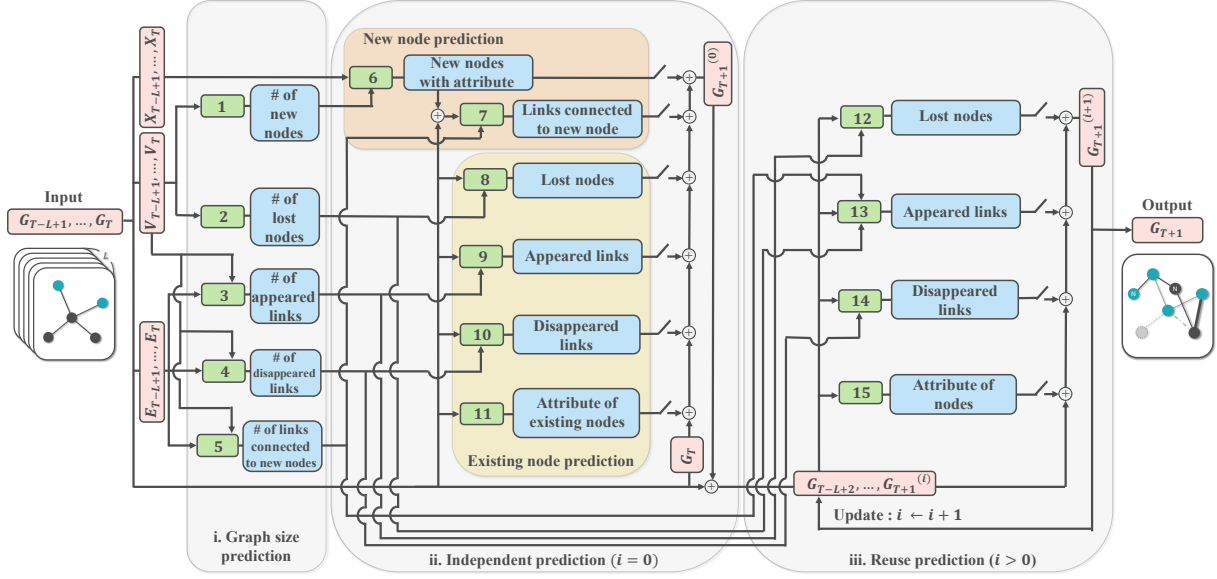 Input
G_{T-L+1}, ..., G_T
L
X_{T-L+1}, ..., X_T
V_{T-L+1}, ..., V_T
E_{T-L+1}, ..., E_T
1
# of
new
nodes
2
# of
lost
nodes
3
# of
appeared
links
4
# of
disappeared
links
5
# of links
connected
to new nodes
i. Graph size
prediction
New node prediction
6
New nodes
with attribute
7
Links connected
to new node
8
Lost nodes
9
Appeared links
10
Disappeared
links
11
Attribute of
existing nodes
Existing node prediction
G_T
G_{T+1}^{(0)}
ii. Independent prediction (i = 0)
12
Lost nodes
13
Appeared links
14
Disappeared
links
15
Attribute of
nodes
G_{T-L+2}, ..., G_{T+1}^{(i)}
Update : i ← i + 1
G_{T+1}^{(i+1)}
iii. Reuse prediction (i > 0)
Output
G_{T+1}
N
N